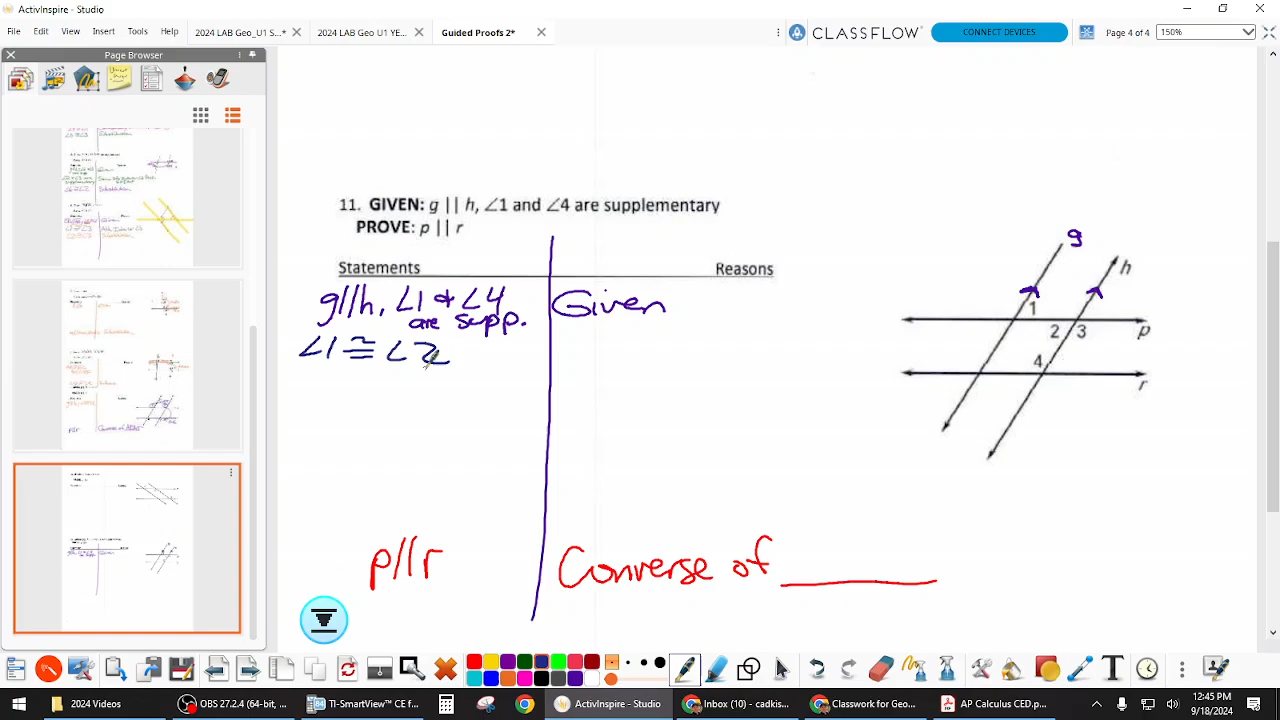 2024 LAB Geo_U1 S...*
2024 LAB Geo U1 YE...
Guided Proofs 2*
File Edit View Insert Tools Help
CLASSFLOW
CONNECT DEVICES
Page 4 of 4
150%
Page Browser
11. GIVEN: g || h, ∠1 and ∠4 are supplementary
PROVE: p || r
Statements Reasons
g//h, ∠1 & ∠4 Given
are supp.
∠1 ≅ ∠2
p//r Converse of ________
g
h
1
2 3 p
4
r
T
2024 Videos
OBS 27.2.4 (64-bit, ...
TI-SmartView™ CE f...
ActivInspire - Studio
Inbox (10) - cadkis...
Classwork for Geo...
AP Calculus CED.p...
12:45 PM
9/18/2024